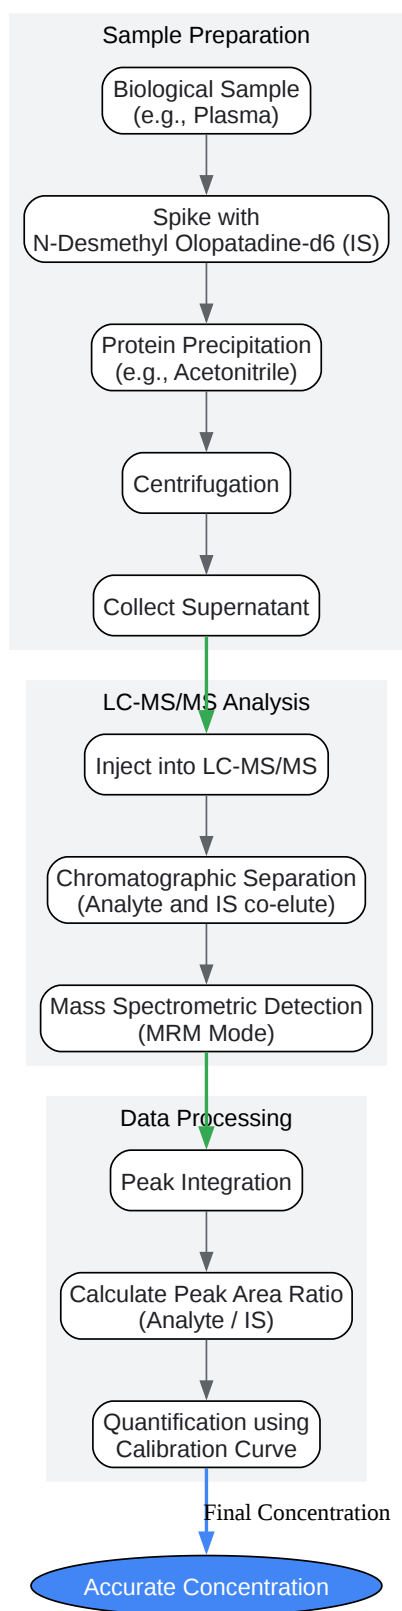 Sample Preparation
Biological Sample
(e.g., Plasma)
Spike with
N-Desmethyl Olopatadine-d6 (IS)
Protein Precipitation
(e.g., Acetonitrile)
Centrifugation
Collect Supernatant
LC-MS/MS Analysis
Inject into LC-MS/MS
Chromatographic Separation
(Analyte and IS co-elute)
Mass Spectrometric Detection
(MRM Mode)
Data Processing
Peak Integration
Calculate Peak Area Ratio
(Analyte / IS)
Quantification using
Calibration Curve
Final Concentration
Accurate Concentration